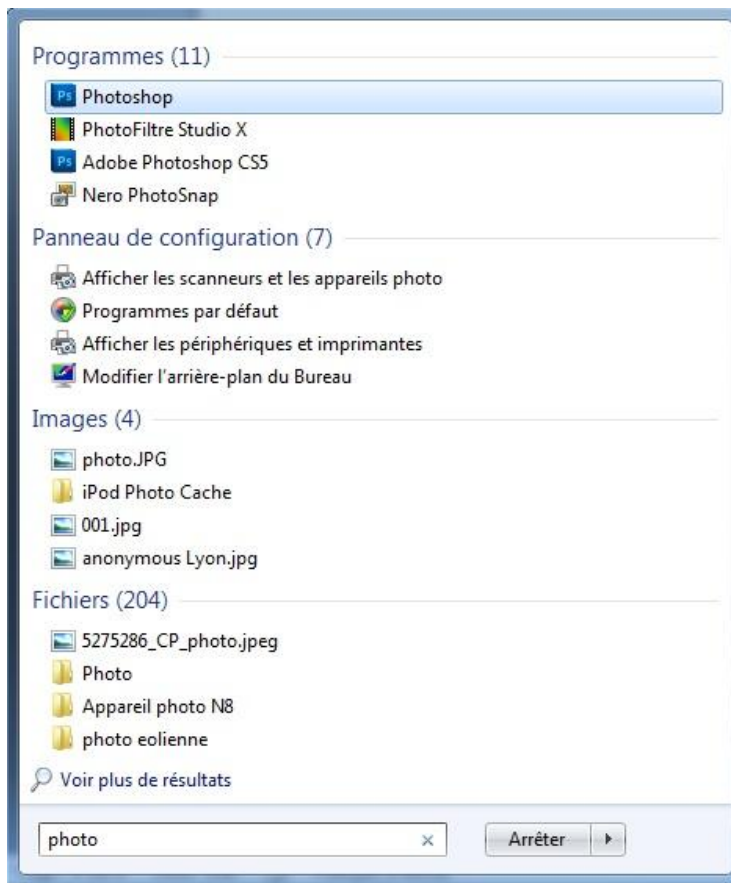 Programmes (11)
Ps Photoshop
PhotoFiltre Studio X
Ps Adobe Photoshop CS5
Nero PhotoSnap
Panneau de configuration (7)
Afficher les scanneurs et les appareils photo
Programmes par défaut
Afficher les périphériques et imprimantes
Modifier l'arrière-plan du Bureau
Images (4)
photo.JPG
iPod Photo Cache
001.jpg
anonymous Lyon.jpg
Fichiers (204)
5275286_CP_photo.jpeg
Photo
Appareil photo N8
photo eolienne
Voir plus de résultats
photo
Arrêter